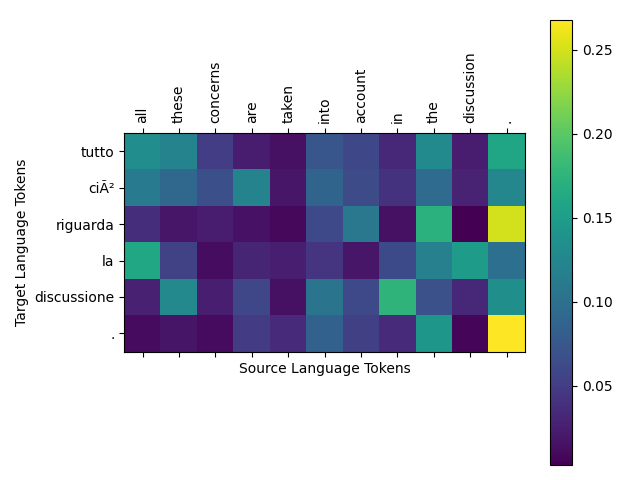 all these concerns are taken into account in the discussion .
tutto
ciÃ²
riguarda
la
discussione
.
Target Language Tokens
Source Language Tokens
0.25
0.20
0.15
0.10
0.05